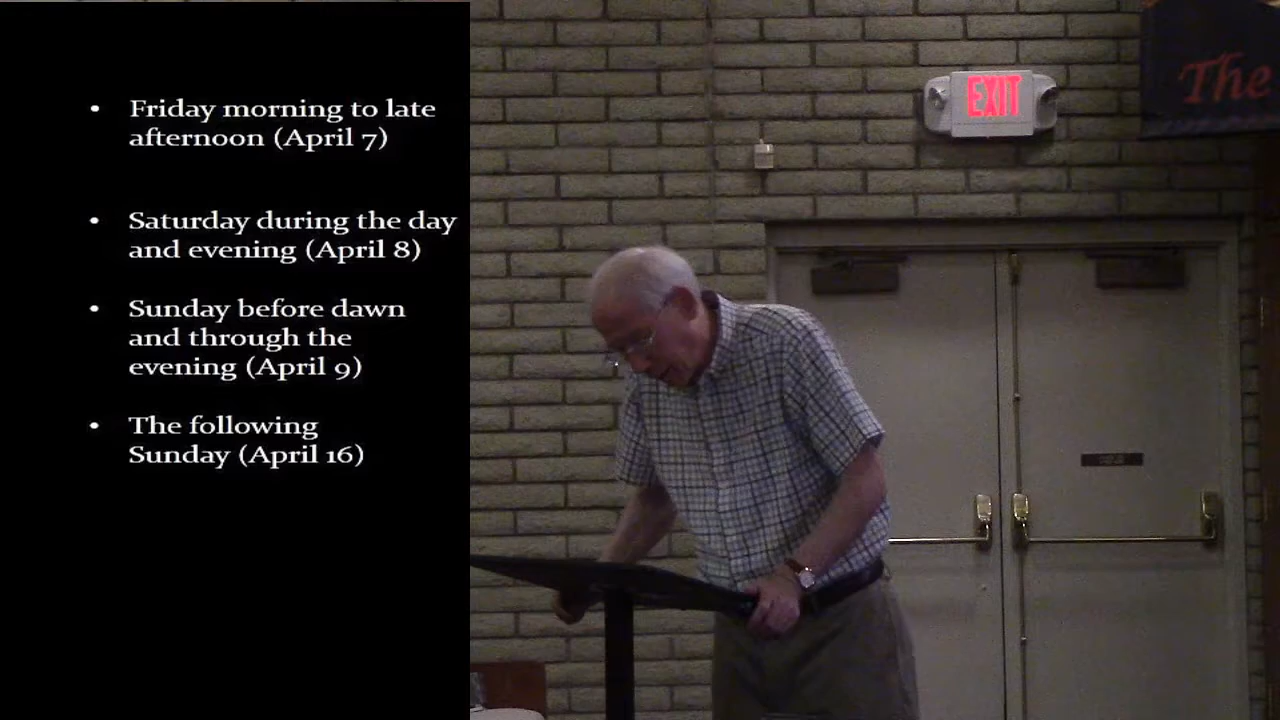 • Friday morning to late
afternoon (April 7)
• Saturday during the day
and evening (April 8)
• Sunday before dawn
and through the
evening (April 9)
• The following
Sunday (April 16)
EXIT
The